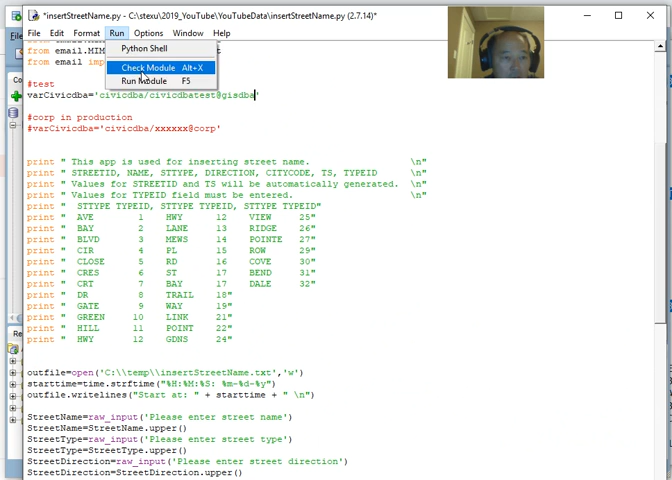 *insertStreetName.py - C:\stexu\2019_YouTube\YouTubeData\insertStreetName.py (2.7.14)*
File Edit Format Run Options Window Help
from email.MIM
from email imp
Python Shell
Check Module Alt+X
Run Module F5
#test
varCivicdba='civicdba/civicdbatest@gisdba'
#corp in production
#varCivicdba='civicdba/xxxxxx@corp'
print " This app is used for inserting street name. \n"
print " STREETID, NAME, STTYPE, DIRECTION, CITYCODE, TS, TYPEID \n"
print " Values for STREETID and TS will be automatically generated. \n"
print " Values for TYPEID field must be entered. \n"
print " STTYPE TYPEID, STTYPE TYPEID, STTYPE TYPEID"
print " AVE 1 HWY 12 VIEW 25"
print " BAY 2 LANE 13 RIDGE 26"
print " BLVD 3 MEWS 14 POINTE 27"
print " CIR 4 PL 15 ROW 29"
print " CLOSE 5 RD 16 COVE 30"
print " CRES 6 ST 17 BEND 31"
print " CRT 7 BAY 17 DALE 32"
print " DR 8 TRAIL 18"
print " GATE 9 WAY 19"
print " GREEN 10 LINK 21"
print " HILL 11 POINT 22"
print " HWY 12 GDNS 24"
outfile=open('C:\\temp\\insertStreetName.txt','w')
starttime=time.strftime("%H:%M:%S: %m-%d-%y")
outfile.writelines("Start at: " + starttime + " \n")
StreetName=raw_input('Please enter street name')
StreetName=StreetName.upper()
StreetType=raw_input('Please enter street type')
StreetType=StreetType.upper()
StreetDirection=raw_input('Please enter street direction')
StreetDirection=StreetDirection.upper()